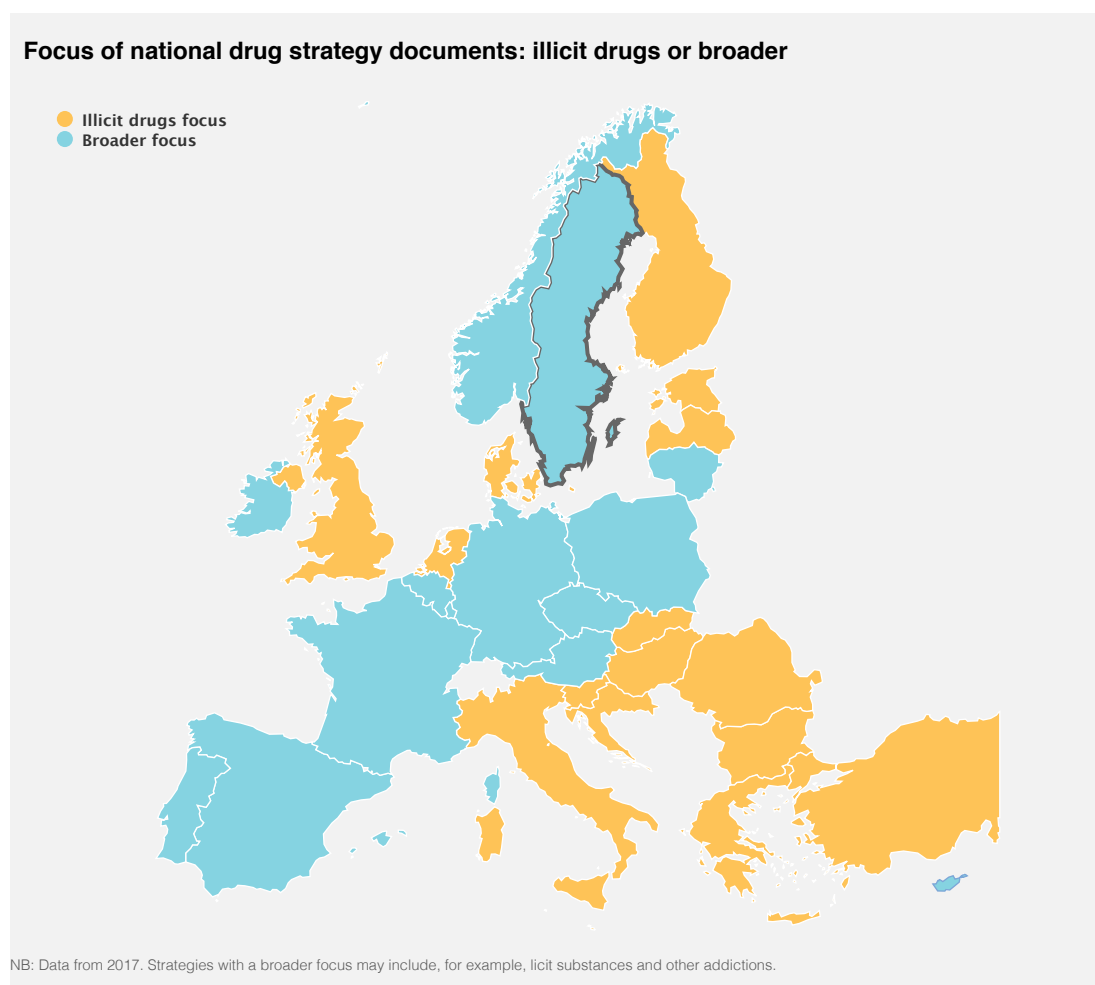 Focus of national drug strategy documents: illicit drugs or broader
Illicit drugs focus
Broader focus
NB: Data from 2017. Strategies with a broader focus may include, for example, licit substances and other addictions.